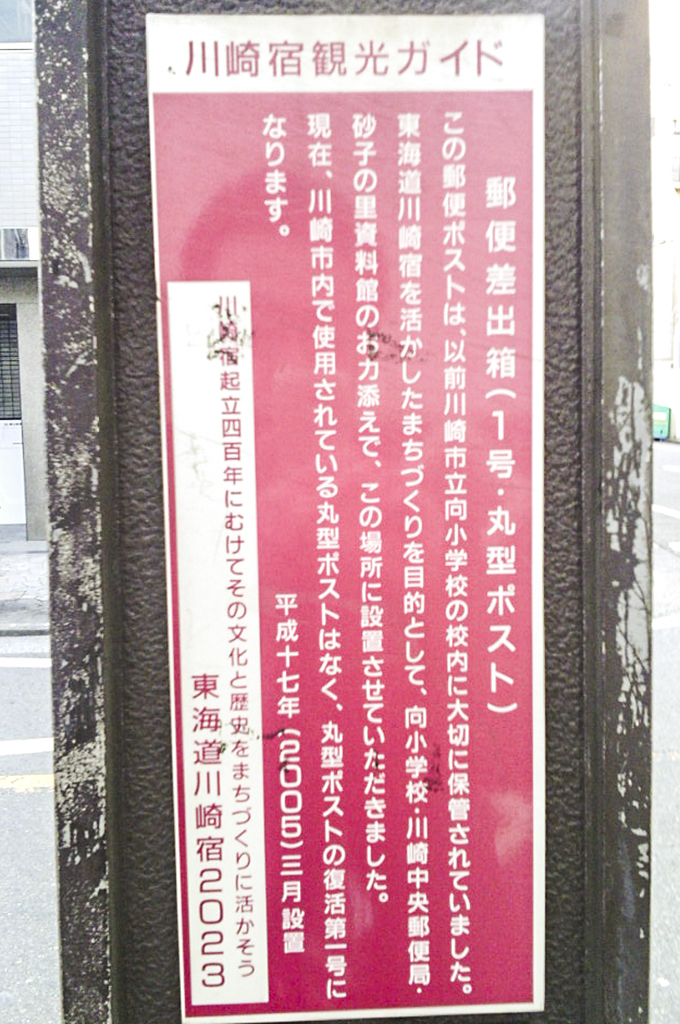 川崎宿観光ガイド
郵便差出箱(1号・丸型ポスト)
この郵便ポストは、以前川崎市立向小学校の校内に大切に保管されていました。
東海道川崎宿を活かしたまちづくりを目的として、向小学校・川崎中央郵便局・
砂子の里資料館のお力添えで、この場所に設置させていただきました。
現在、川崎市内で使用されている丸型ポストはなく、丸型ポストの復活第一号に
なります。
平成十七年(2005)三月設置
川崎宿起立四百年にむけてその文化と歴史をまちづくりに活かそう
東海道川崎宿2023